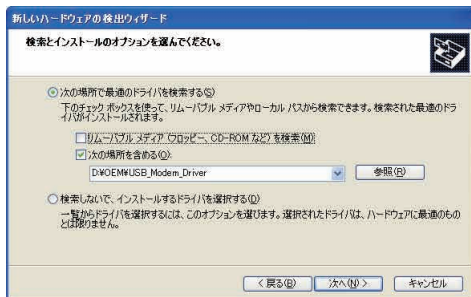 新しいハードウェアの検出ウィザード
検索とインストールのオプションを選んでください。
次の場所で最適のドライバを検索する(S)
下のチェック ボックスを使って、リムーバブル メディアやローカル パスから検索できます。検索された最適のドラ
イバがインストールされます。
リムーバブル メディア (フロッピー、CD-ROM など) を検索(M)
次の場所を含める(O):
D:¥OEM¥USB_Modem_Driver
参照(R)
検索しないで、インストールするドライバを選択する(D)
一覧からドライバを選択するには、このオプションを選びます。選択されたドライバは、ハードウェアに最適のもの
とは限りません。
< 戻る(B)
次へ(N) >
キャンセル